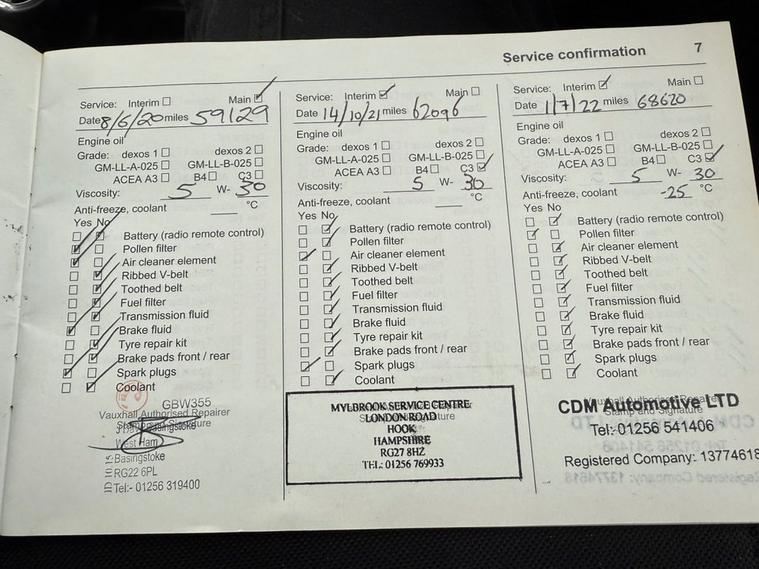 Service confirmation 7
Service: Interim Main
Date 8/6/20 miles 59129
Engine oil
Grade: dexos 1 dexos 2
GM-LL-A-025 GM-LL-B-025
ACEA A3 B4 C3
Viscosity: 5 W- 30
Anti-freeze, coolant °C
Yes No
Battery (radio remote control)
Pollen filter
Air cleaner element
Ribbed V-belt
Toothed belt
Fuel filter
Transmission fluid
Brake fluid
Tyre repair kit
Brake pads front / rear
Spark plugs
Coolant
GBW355
Vauxhall Authorised Repairer
Stamp and Signature
Basingstoke
West Ham
Basingstoke
RG22 6PL
Tel:- 01256 319400
Service: Interim Main
Date 14/10/21 miles 62096
Engine oil
Grade: dexos 1 dexos 2
GM-LL-A-025 GM-LL-B-025
ACEA A3 B4 C3
Viscosity: 5 W- 30
Anti-freeze, coolant °C
Yes No
Battery (radio remote control)
Pollen filter
Air cleaner element
Ribbed V-belt
Toothed belt
Fuel filter
Transmission fluid
Brake fluid
Tyre repair kit
Brake pads front / rear
Spark plugs
Coolant
MYLBROOK SERVICE CENTRE
LONDON ROAD
HOOK
HAMPSHIRE
RG27 8HZ
TEL: 01256 769933
Service: Interim Main
Date 1/7/22 miles 68620
Engine oil
Grade: dexos 1 dexos 2
GM-LL-A-025 GM-LL-B-025
ACEA A3 B4 C3
Viscosity: 5 W- 30
Anti-freeze, coolant -25 °C
Yes No
Battery (radio remote control)
Pollen filter
Air cleaner element
Ribbed V-belt
Toothed belt
Fuel filter
Transmission fluid
Brake fluid
Tyre repair kit
Brake pads front / rear
Spark plugs
Coolant
Vauxhall Authorised Repairer
CDM Automotive LTD
Stamp and Signature
Tel: 01256 541406
Registered Company: 13774618